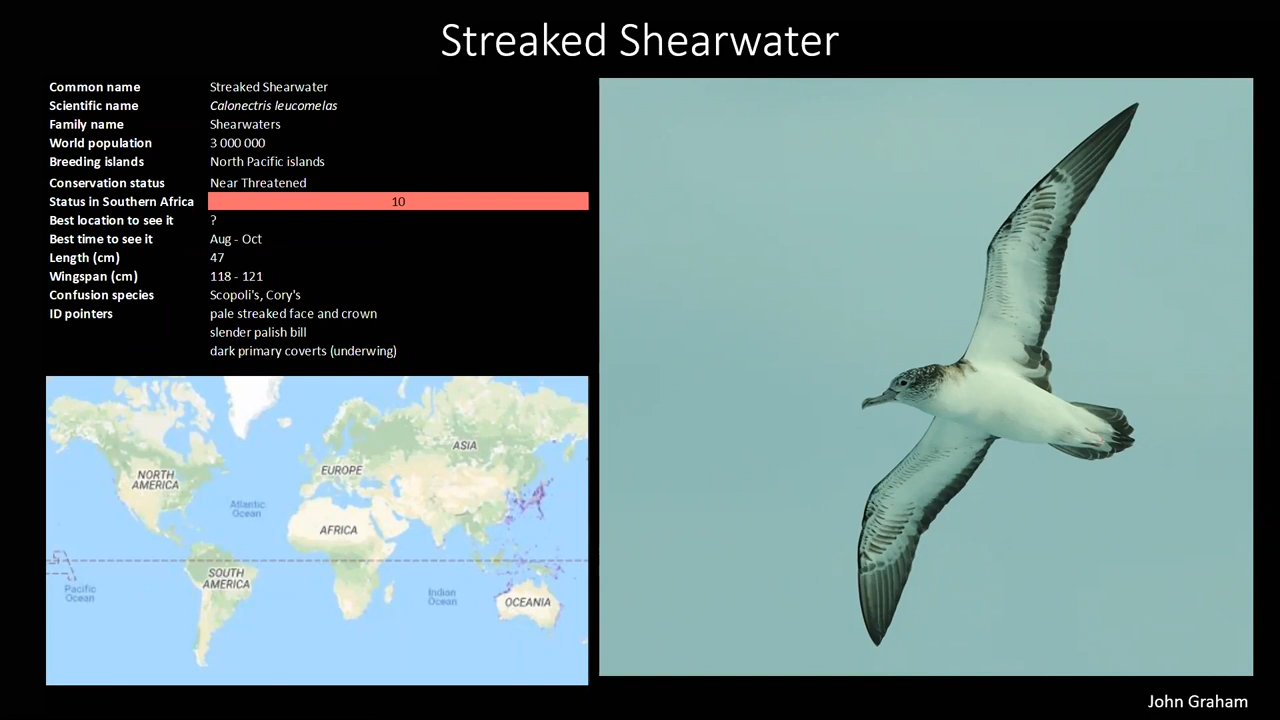 Streaked Shearwater
Common name Streaked Shearwater
Scientific name Calonectris leucomelas
Family name Shearwaters
World population 3 000 000
Breeding islands North Pacific islands
Conservation status Near Threatened
Status in Southern Africa 10
Best location to see it ?
Best time to see it Aug - Oct
Length (cm) 47
Wingspan (cm) 118 - 121
Confusion species Scopoli's, Cory's
ID pointers pale streaked face and crown
slender palish bill
dark primary coverts (underwing)
ASIA
NORTH
AMERICA
EUROPE
Atlantic
Ocean
AFRICA
SOUTH
AMERICA
Pacific
Ocean
Indian
Ocean
OCEANIA
John Graham